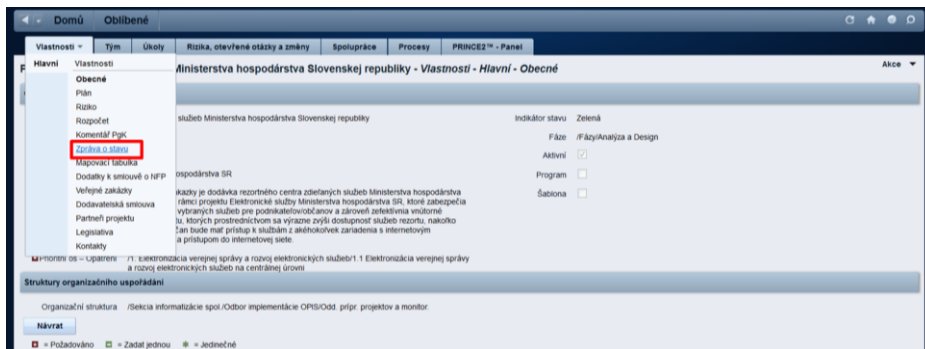 Domů Oblíbené
Vlastnosti Tým Úkoly Rizika, otevřené otázky a změny Spolupráce Procesy PRINCE2™ - Panel
Ministerstva hospodárstva Slovenskej republiky - Vlastnosti - Hlavní - Obecné
Akce
Hlavní
Vlastnosti
Obecné
Plán
Riziko
Rozpočet
Komentář PgK
Zpráva o stavu
Mapovací tabulka
Dodatky k smlouvě o NFP
Veřejné zakázky
Dodavatelská smlouva
Partneři projektu
Legislativa
Kontakty
služieb Ministerstva hospodárstva Slovenskej republiky
Indikátor stavu Zelená
Fáze /Fázy/Analýza a Design
Aktivní
ospodárstva SR
Program
ákazky je dodávka rezortného centra zdieľaných služieb Ministerstva hospodárstva
Šablona
rámci projektu Elektronické služby Ministerstva hospodárstva SR, ktoré zabezpečia
vybraných služieb pre podnikateľov/občanov a zároveň zefektívnia vnútorné
tu, ktorých prostredníctvom sa výrazne zvýši dostupnosť služieb rezortu, nakoľko
čan bude mať prístup k službám z akéhokoľvek zariadenia s internetovým
a prístupom do internetovej siete.
Prioritní os – Opatření /1. Elektronizácia verejnej správy a rozvoj elektronických služieb/1.1 Elektronizácia verejnej správy
a rozvoj elektronických služieb na centrálnej úrovni
Struktury organizačního uspořádání
Organizační struktura /Sekcia informatizácie spol./Odbor implementácie OPIS/Odd. prípr. projektov a monitor.
Návrat
= Požadováno = Zadat jednou = Jedinečné